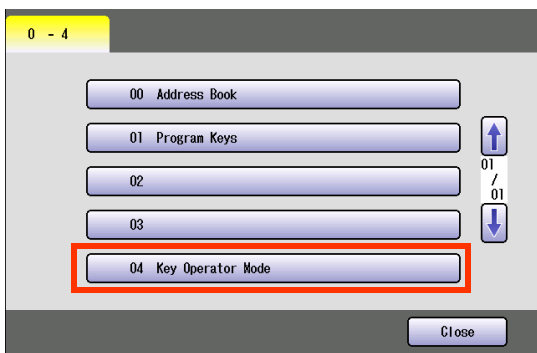 0 - 4
00 Address Book
01 Program Keys
02
03
04 Key Operator Mode
01
/
01
Close